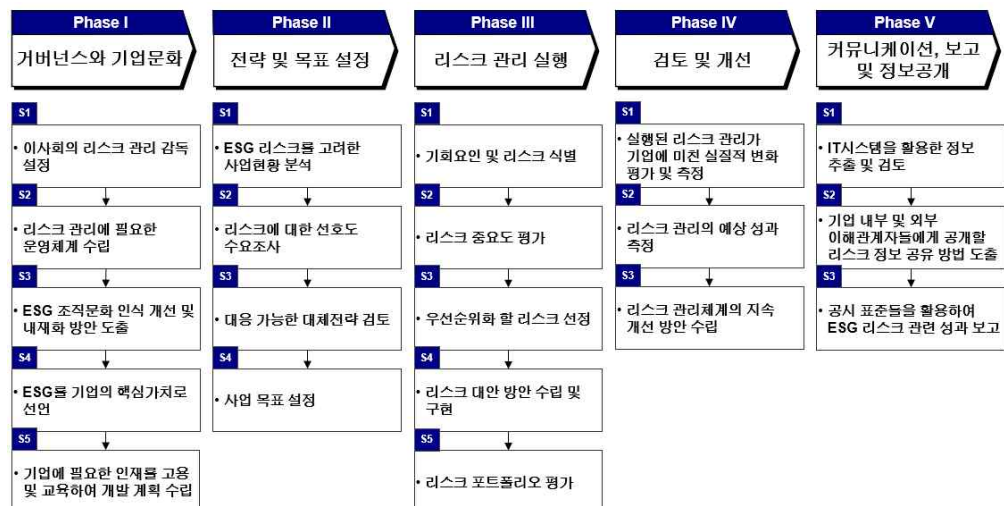 Phase I
거버넌스와 기업문화
S1
• 이사회의 리스크 관리 감독
설정
S2
• 리스크 관리에 필요한
운영체계 수립
S3
• ESG 조직문화 인식 개선 및
내재화 방안 도출
S4
• ESG를 기업의 핵심가치로
선언
S5
• 기업에 필요한 인재를 고용
및 교육하여 개발 계획 수립
Phase II
전략 및 목표 설정
S1
• ESG 리스크를 고려한
사업현황 분석
S2
• 리스크에 대한 선호도
수요조사
S3
• 대응 가능한 대체전략 검토
S4
• 사업 목표 설정
Phase III
리스크 관리 실행
S1
• 기회요인 및 리스크 식별
S2
• 리스크 중요도 평가
S3
• 우선순위화 할 리스크 선정
S4
• 리스크 대안 방안 수립 및
구현
S5
• 리스크 포트폴리오 평가
Phase IV
검토 및 개선
S1
• 실행된 리스크 관리가
기업에 미친 실질적 변화
평가 및 측정
S2
• 리스크 관리의 예상 성과
측정
S3
• 리스크 관리체계의 지속
개선 방안 수립
Phase V
커뮤니케이션, 보고
및 정보공개
S1
• IT시스템을 활용한 정보
추출 및 검토
S2
• 기업 내부 및 외부
이해관계자들에게 공개할
리스크 정보 공유 방법 도출
S3
• 공시 표준들을 활용하여
ESG 리스크 관련 성과 보고